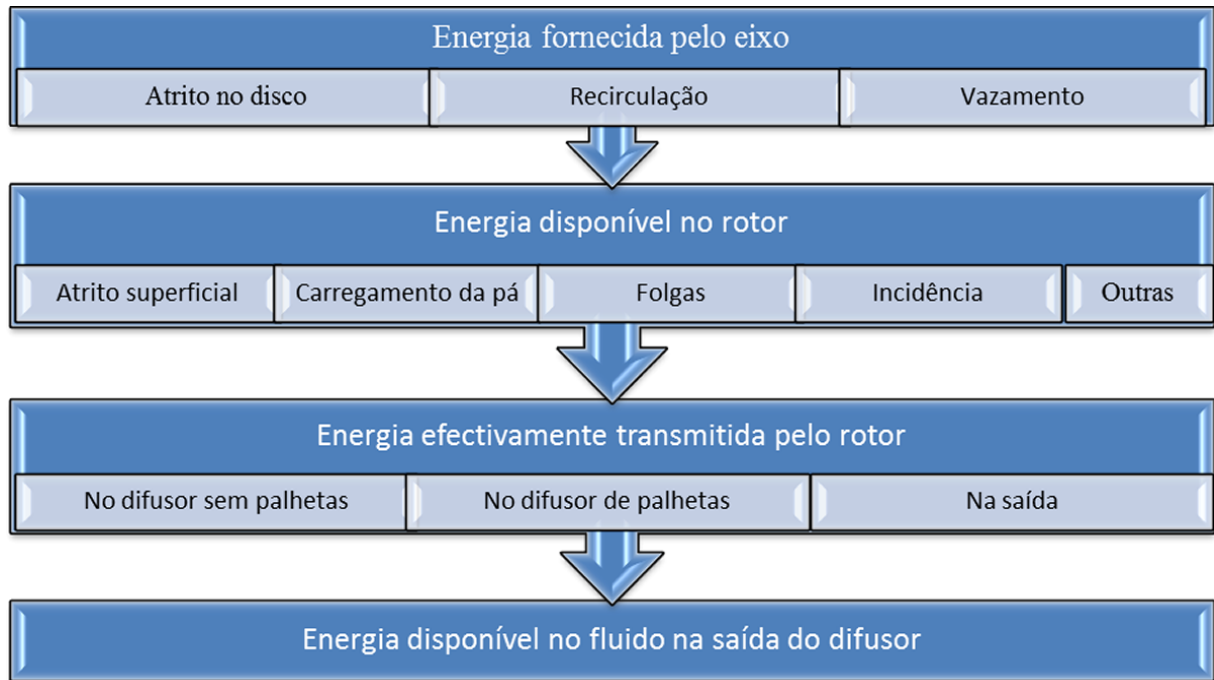 Energia fornecida pelo eixo
Atrito no disco
Recirculação
Vazamento
Energia disponível no rotor
Atrito superficial
Carregamento da pá
Folgas
Incidência
Outras
Energia efectivamente transmitida pelo rotor
No difusor sem palhetas
No difusor de palhetas
Na saída
Energia disponível no fluido na saída do difusor